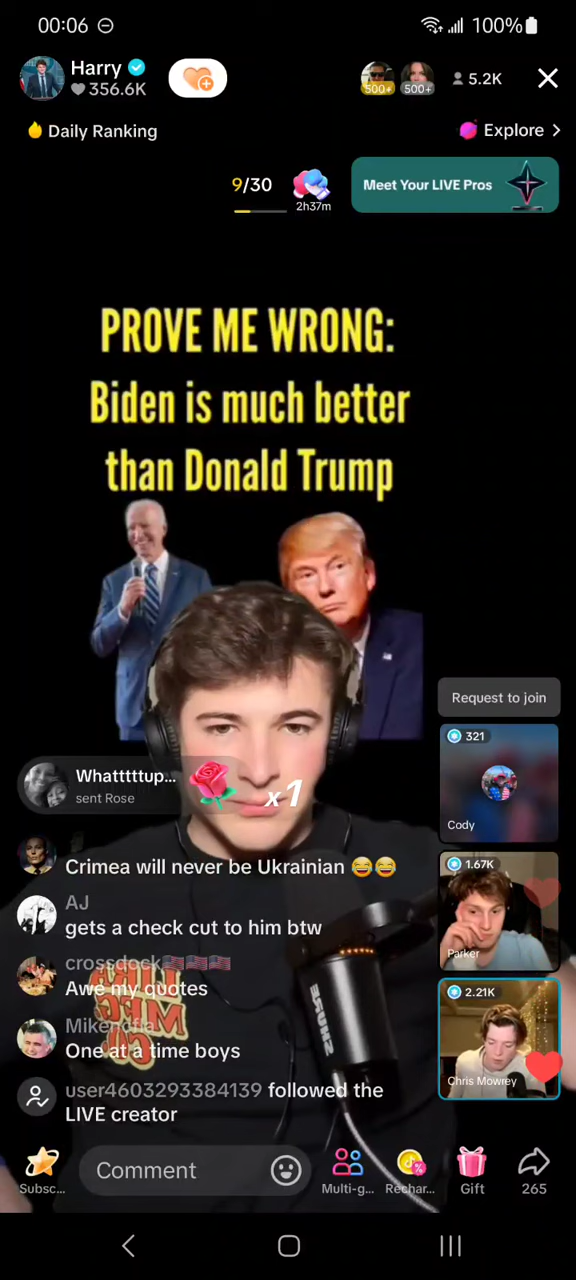 00:06
100%
Harry
356.6K
500+
500+
5.2K
Daily Ranking
Explore >
9/30
2h37m
Meet Your LIVE Pros
PROVE ME WRONG:
Biden is much better
than Donald Trump
Request to join
321
Cody
Whatttttup...
sent Rose
x1
Crimea will never be Ukrainian 😂😂
1.67K
Parker
AJ
gets a check cut to him btw
crossdock🇺🇸🇺🇸🇺🇸
Awe my quotes
2.21K
Chris Mowrey
One at a time boys
user4603293384139 followed the
LIVE creator
SHURE
Comment
Subsc...
Multi-g...
Rechar...
Gift
265